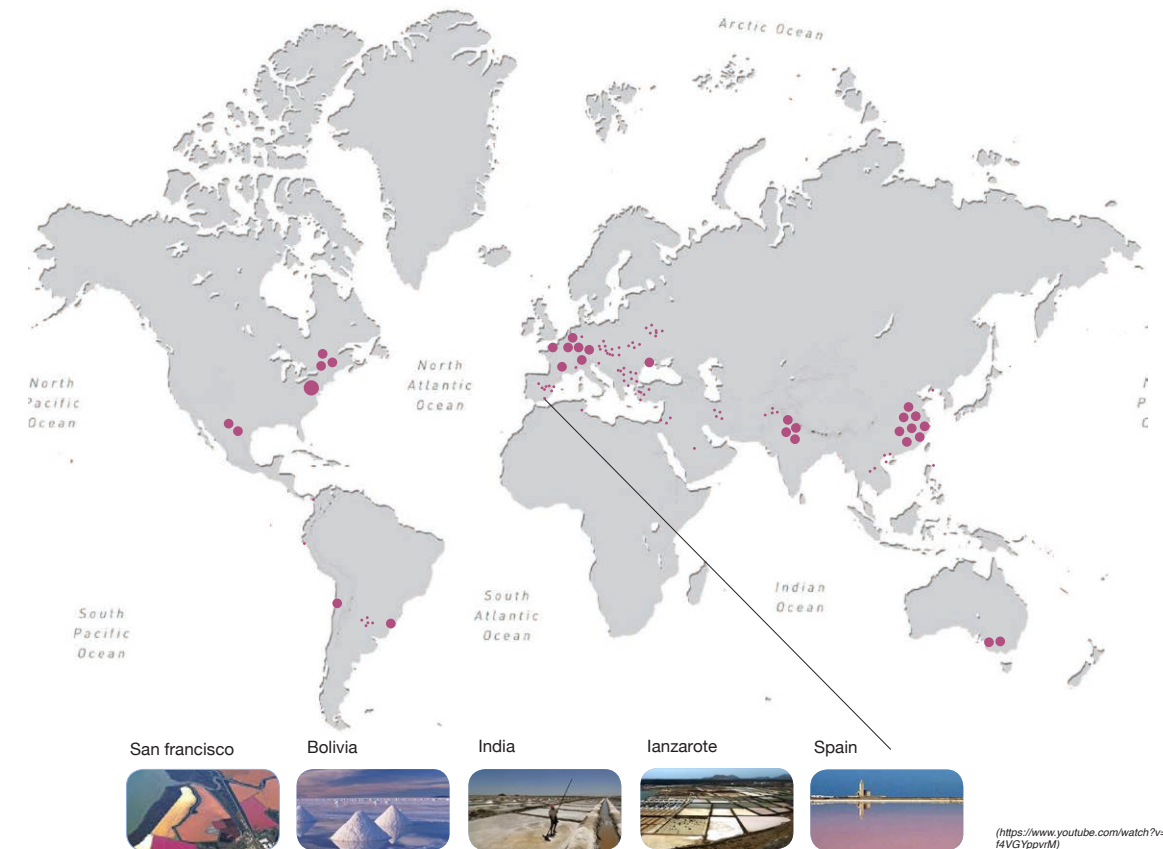 Arctic Ocean
North
Pacific
Ocean
North
Atlantic
Ocean
N
P
South
Pacific
Ocean
South
Atlantic
Ocean
Indian
Ocean
San francisco
Bolivia
India
lanzarote
Spain
(https://www.youtube.com/watch?v=
f4VGYppvrM)